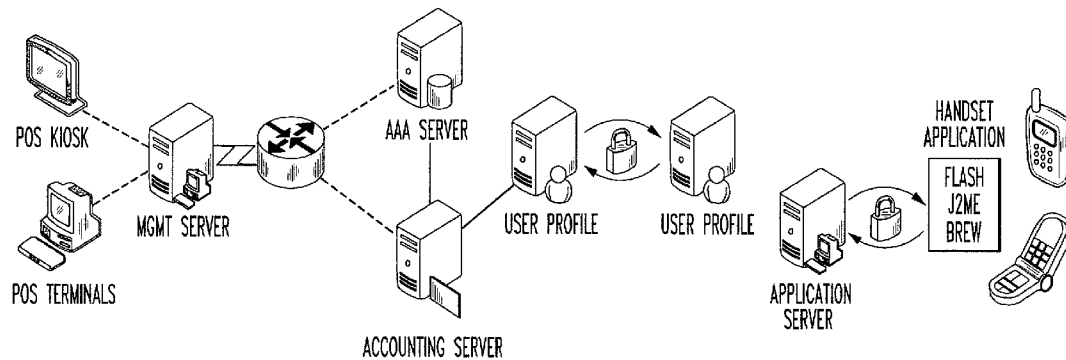 POS KIOSK
POS TERMINALS
MGMT SERVER
AAA SERVER
ACCOUNTING SERVER
USER PROFILE
USER PROFILE
APPLICATION
SERVER
HANDSET
APPLICATION
FLASH
J2ME
BREW